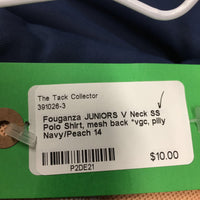 The Tack Collector
391026-3
Fouganza JUNIORS V Neck SS
Polo Shirt, mesh back *vgc, pilly
Navy/Peach 14
$10.00
P2DE21